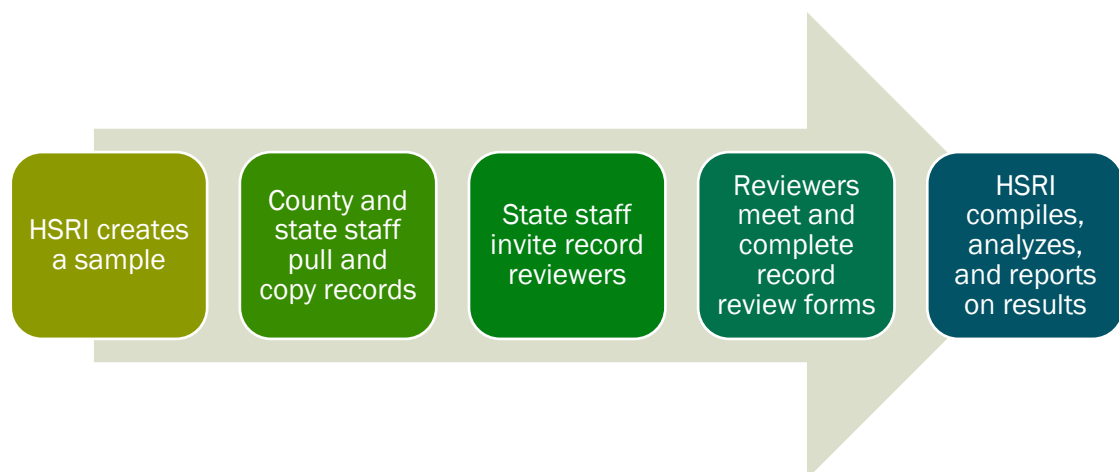 HSRI creates
a sample
County and
state staff
pull and
copy records
State staff
invite record
reviewers
Reviewers
meet and
complete
record
review forms
HSRI
compiles,
analyzes,
and reports
on results